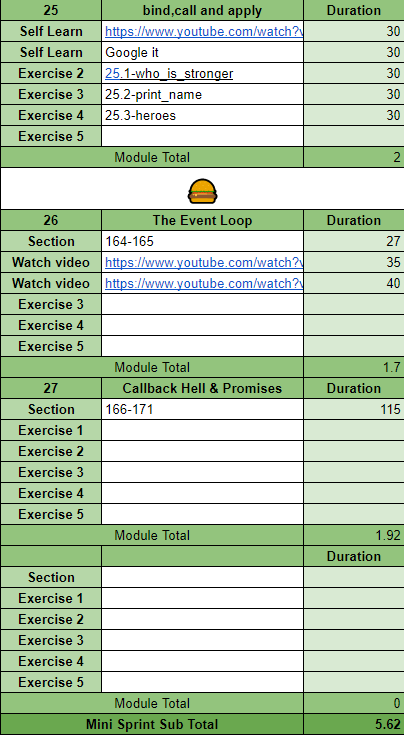 25 bind,call and apply Duration
Self Learn https://www.youtube.com/watch?v 30
Self Learn Google it 30
Exercise 2 25.1-who_is_stronger 30
Exercise 3 25.2-print_name 30
Exercise 4 25.3-heroes 30
Exercise 5
Module Total 2
26 The Event Loop Duration
Section 164-165 27
Watch video https://www.youtube.com/watch?v 35
Watch video https://www.youtube.com/watch?v 40
Exercise 3
Exercise 4
Exercise 5
Module Total 1.7
27 Callback Hell & Promises Duration
Section 166-171 115
Exercise 1
Exercise 2
Exercise 3
Exercise 4
Exercise 5
Module Total 1.92
Duration
Section
Exercise 1
Exercise 2
Exercise 3
Exercise 4
Exercise 5
Module Total 0
Mini Sprint Sub Total 5.62